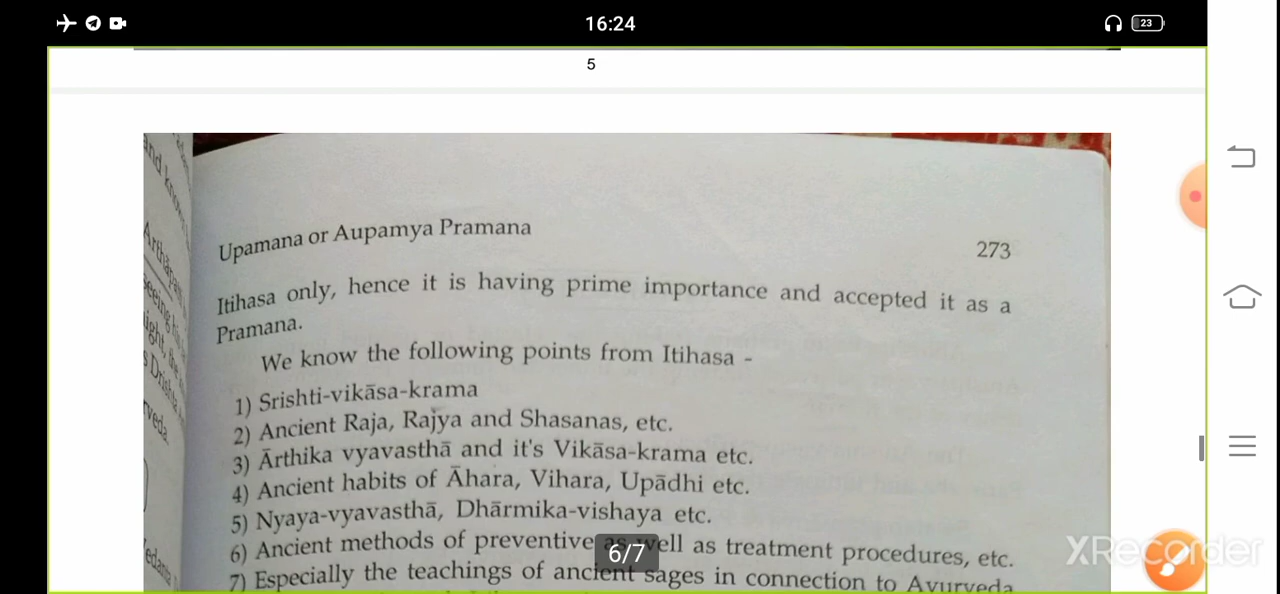 16:24
23
5
and know
Upamana or Aupamya Pramana
273
Itihasa only, hence it is having prime importance and accepted it as a
Pramana.
We know the following points from Itihasa -
1) Srishti-vikāsa-krama
2) Ancient Raja, Rajya and Shasanas, etc.
3) Ārthika vyavasthā and it's Vikāsa-krama etc.
4) Ancient habits of Āhara, Vihara, Upādhi etc.
5) Nyaya-vyavasthā, Dhārmika-vishaya etc.
6) Ancient methods of preventive as well as treatment procedures, etc.
7) Especially the teachings of ancient sages in connection to Ayurveda
6/7
XRecorder